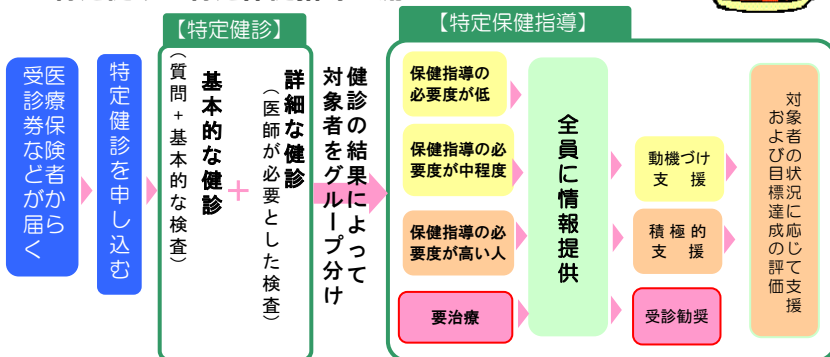 【特定健診】
【特定保健指導】
医療保険者から
受診券などが届く
特定健診を申し込む
基本的な健診
（質問+基本的な検査）
+
詳細な健診
（医師が必要とした検査）
健診の結果によって
対象者をグループ分け
保健指導の
必要度が低
保健指導の必
要度が中程度
保健指導の必
要度が高い人
要治療
全員に情報提供
動機づけ
支　援
積 極 的
支　援
受診勧奨
対象者の状況に応じて支援
および目標達成の評価